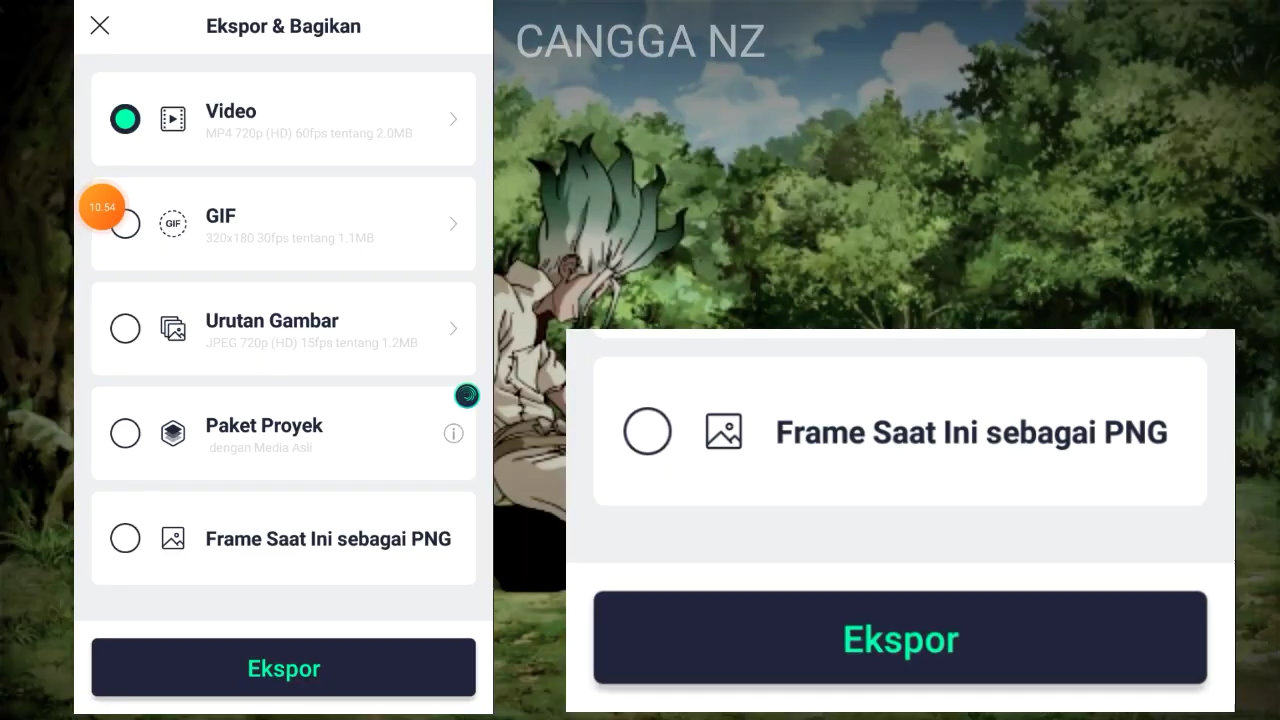 Ekspor & Bagikan
CANGGA NZ
Video
MP4 720p (HD) 60fps tentang 2.0MB
10.54
GIF
GIF
320x180 30fps tentang 1.1MB
Urutan Gambar
JPEG 720p (HD) 15fps tentang 1.2MB
Paket Proyek
dengan Media Asli
Frame Saat Ini sebagai PNG
Ekspor
Frame Saat Ini sebagai PNG
Ekspor